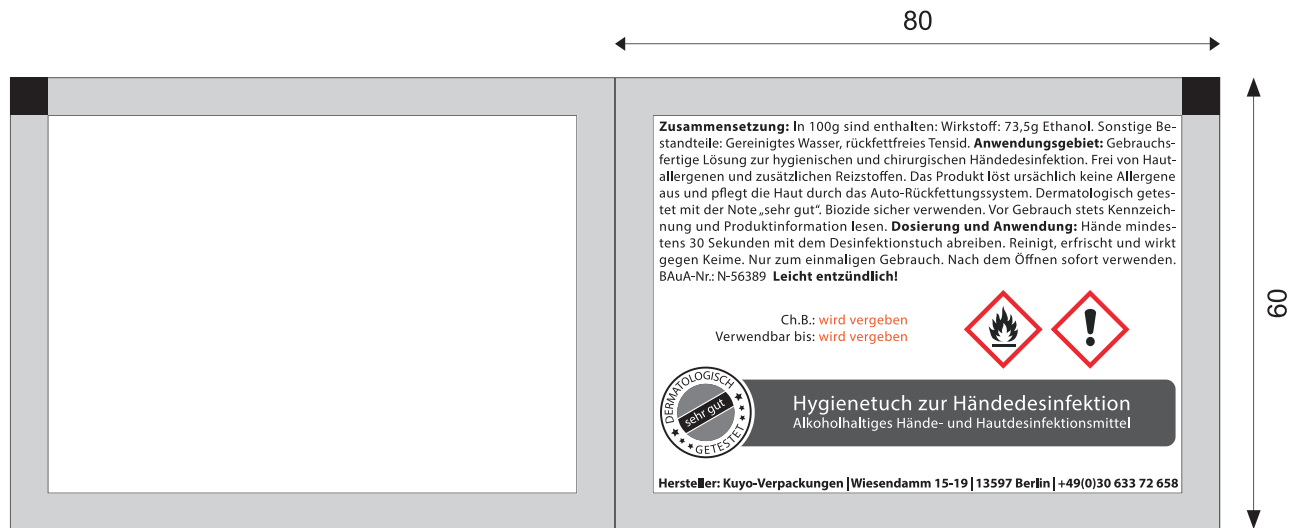 80
Zusammensetzung: In 100g sind enthalten: Wirkstoff: 73,5g Ethanol. Sonstige Be-
standteile: Gereinigtes Wasser, rückfettfreies Tensid. Anwendungsgebiet: Gebrauchs-
fertige Lösung zur hygienischen und chirurgischen Händedesinfektion. Frei von Haut-
allergenen und zusätzlichen Reizstoffen. Das Produkt löst ursächlich keine Allergene
aus und pflegt die Haut durch das Auto-Rückfettungssystem. Dermatologisch getes-
tet mit der Note „sehr gut“. Biozide sicher verwenden. Vor Gebrauch stets Kennzeich-
nung und Produktinformation lesen. Dosierung und Anwendung: Hände mindes-
tens 30 Sekunden mit dem Desinfektionstuch abreiben. Reinigt, erfrischt und wirkt
gegen Keime. Nur zum einmaligen Gebrauch. Nach dem Öffnen sofort verwenden.
BAuA-Nr.: N-56389 Leicht entzündlich!
60
Ch.B.: wird vergeben
Verwendbar bis: wird vergeben
DERMATOLOGISCH
sehr gut
GETESTET
Hygienetuch zur Händedesinfektion
Alkoholhaltiges Hände- und Hautdesinfektionsmittel
Hersteller: Kuyo-Verpackungen | Wiesendamm 15-19 | 13597 Berlin | +49(0)30 633 72 658